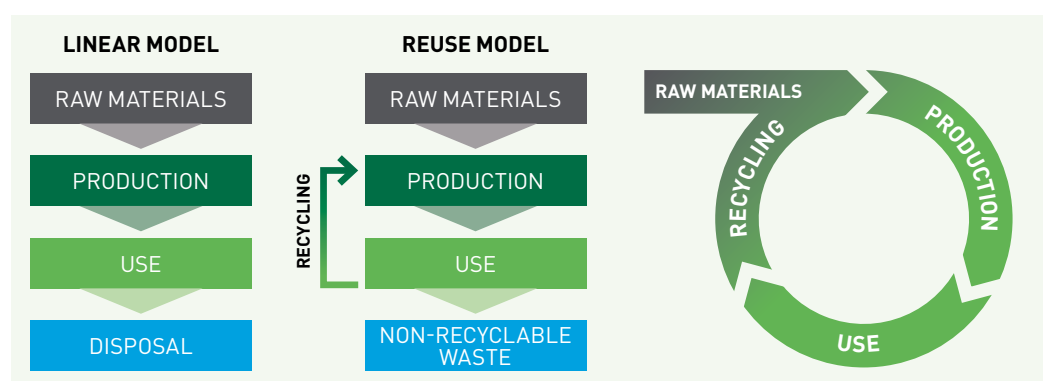 LINEAR MODEL
RAW MATERIALS
PRODUCTION
USE
DISPOSAL
REUSE MODEL
RAW MATERIALS
PRODUCTION
USE
NON-RECYCLABLE
WASTE
RECYCLING
RAW MATERIALS
PRODUCTION
USE
RECYCLING